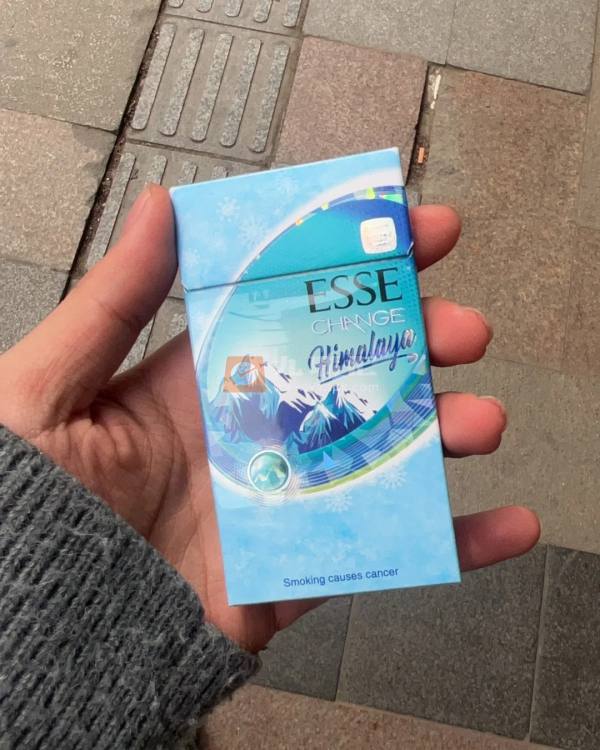 ESSE
CHANGE
Himalaya
Smoking causes cancer